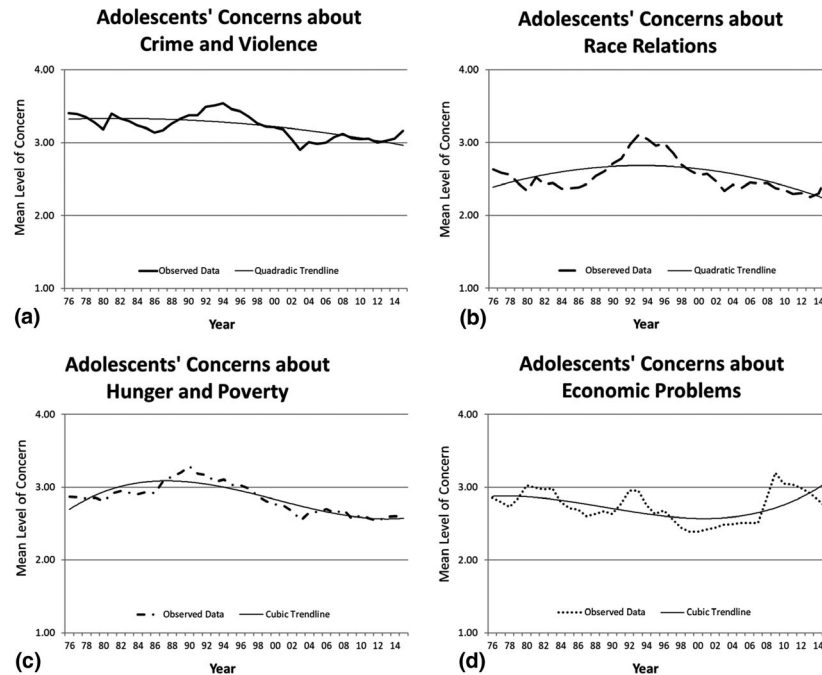 Adolescents' Concerns about
Crime and Violence
4.00
3.00
2.00
1.00
Mean Level of Concern
Observed Data
Quadradic Trendline
76 78 80 82 84 86 88 90 92 94 96 98 00 02 04 06 08 10 12 14
Year
(a)
Adolescents' Concerns about
Race Relations
4.00
3.00
2.00
1.00
Mean Level of Concern
Obsereved Data
Quadratic Trendline
76 78 80 82 84 86 88 90 92 94 96 98 00 02 04 06 08 10 12 14
Year
(b)
Adolescents' Concerns about
Hunger and Poverty
4.00
3.00
2.00
1.00
Mean Level of Concern
Observed Data
Cubic Trendline
76 78 80 82 84 86 88 90 92 94 96 98 00 02 04 06 08 10 12 14
Year
(c)
Adolescents' Concerns about
Economic Problems
4.00
3.00
2.00
1.00
Mean Level of Concern
Observed Data
Cubic Trendline
76 78 80 82 84 86 88 90 92 94 96 98 00 02 04 06 08 10 12 14
Year
(d)